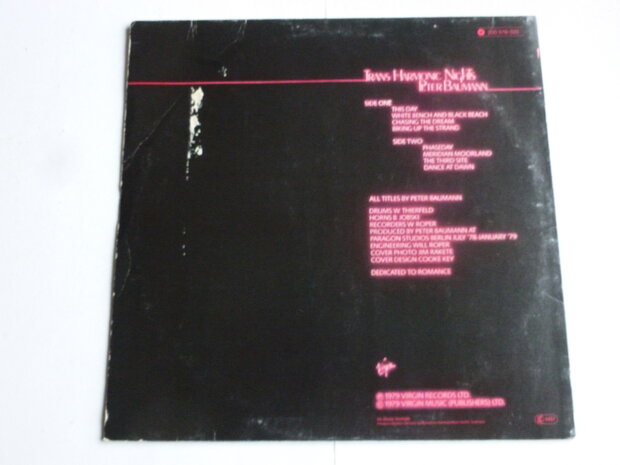 TRANS HARMONIC NIGHTS
PETER BAUMANN
SIDE ONE
THIS DAY
WHITE BENCH AND BLACK BEACH
CHASING THE DREAM
BIKING UP THE STRAND
SIDE TWO
PHASEDAY
MERIDIAN MOORLAND
THE THIRD SITE
DANCE AT DAWN
ALL TITLES BY PETER BAUMANN
DRUMS W THIERFELD
HORNS B JOBSKI
RECORDERS W ROPER
PRODUCED BY PETER BAUMANN AT
PARAGON STUDIOS BERLIN JULY '78-JANUARY '79
ENGINEERING WILL ROPER
COVER PHOTO JIM RAKETE
COVER DESIGN COOKE KEY
DEDICATED TO ROMANCE
Virgin
℗ 1979 VIRGIN RECORDS LTD.
© 1979 VIRGIN MUSIC (PUBLISHERS) LTD.